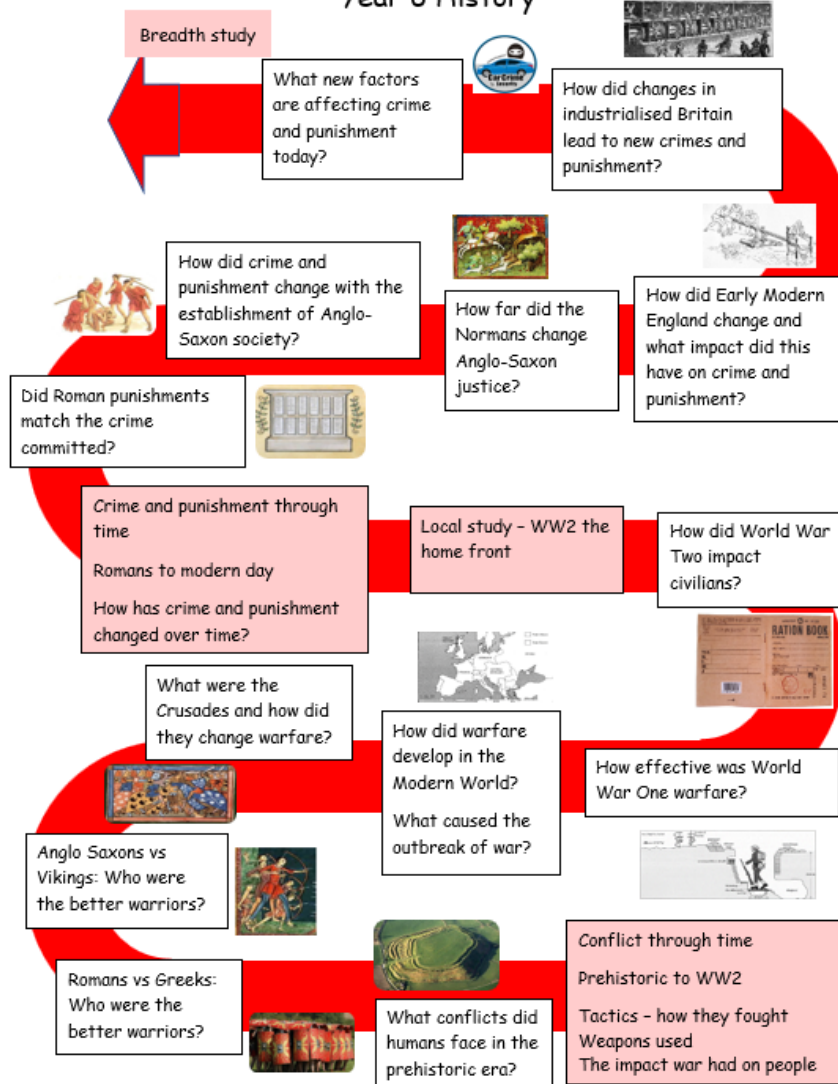 Year 6 History
Breadth study
What new factors
are affecting crime
and punishment
today?
How did changes in
industrialised Britain
lead to new crimes and
punishment?
How did crime and
punishment change with the
establishment of Anglo-
Saxon society?
How far did the
Normans change
Anglo-Saxon
justice?
How did Early Modern
England change and
what impact did this
have on crime and
punishment?
Did Roman punishments
match the crime
committed?
Crime and punishment through
time
Romans to modern day
How has crime and punishment
changed over time?
Local study – WW2 the
home front
How did World War
Two impact
civilians?
RATION BOOK
What were the
Crusades and how did
they change warfare?
How did warfare
develop in the
Modern World?
What caused the
outbreak of war?
How effective was World
War One warfare?
Anglo Saxons vs
Vikings: Who were
the better warriors?
Romans vs Greeks:
Who were the
better warriors?
What conflicts did
humans face in the
prehistoric era?
Conflict through time
Prehistoric to WW2
Tactics – how they fought
Weapons used
The impact war had on people